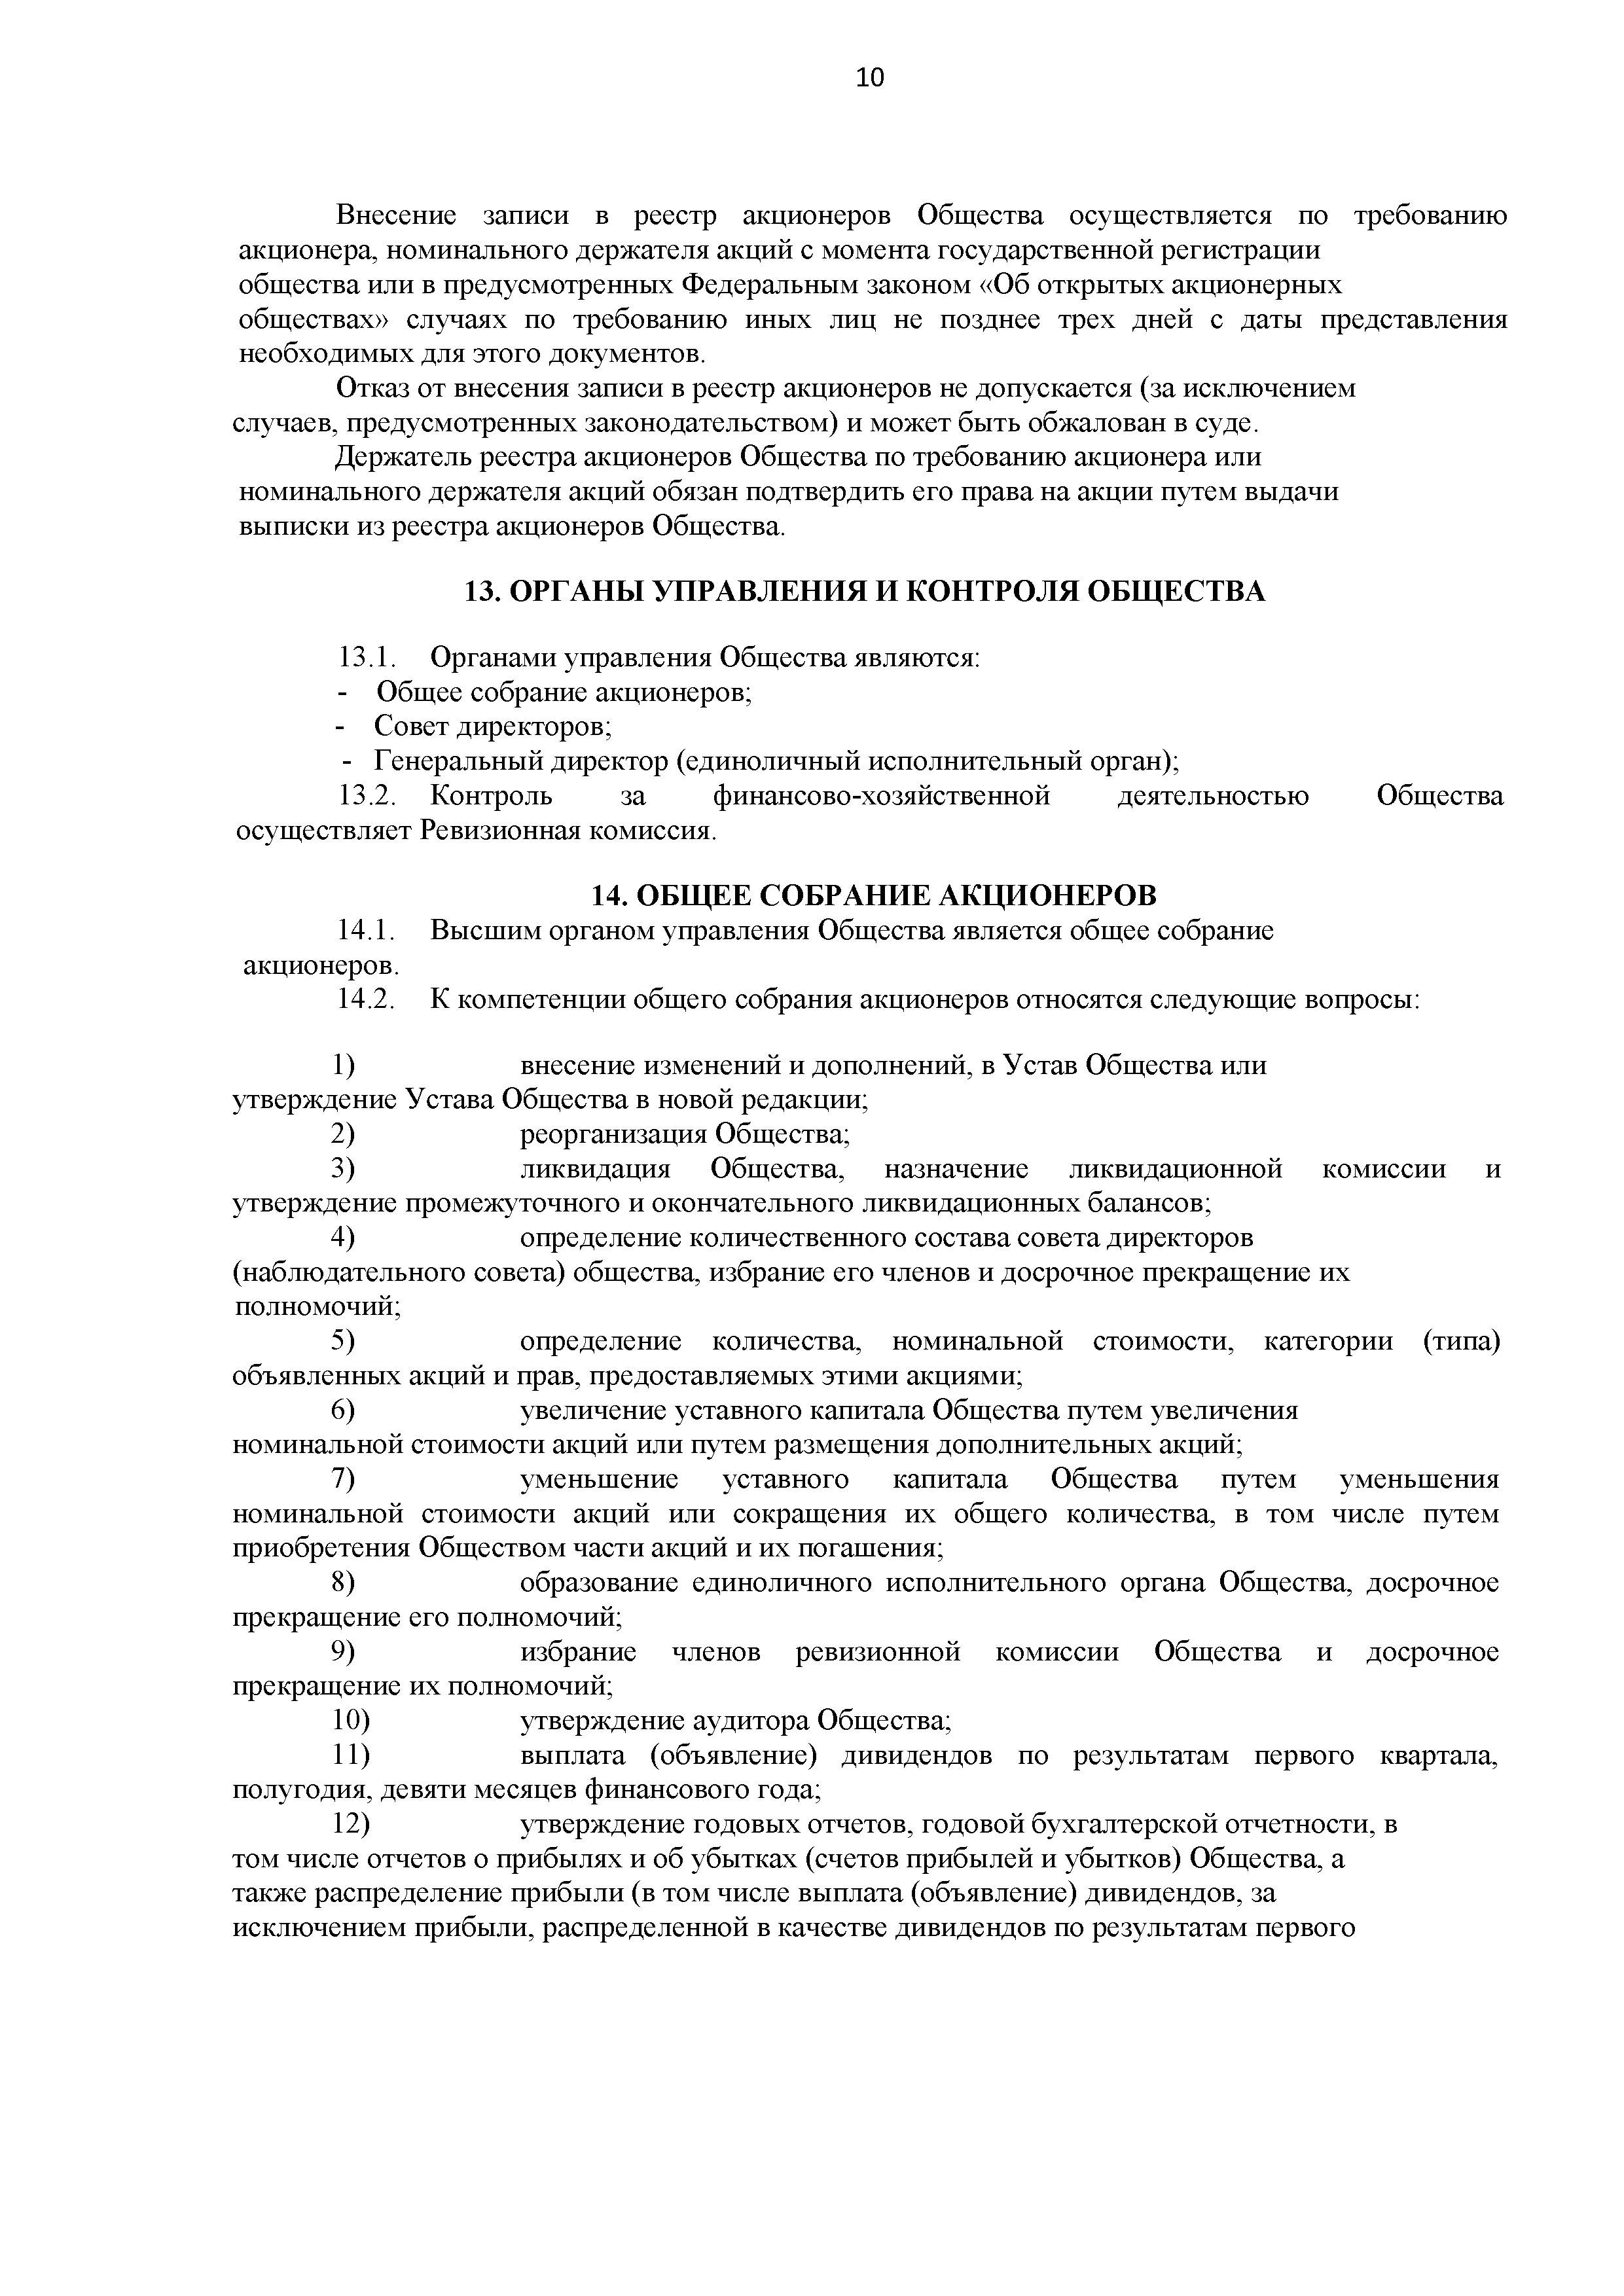 10
Внесение записи в реестр акционеров Общества осуществляется по требованию
акционера, номинального держателя акций с момента государственной регистрации
общества или в предусмотренных Федеральным законом «Об открытых акционерных
обществах» случаях по требованию иных лиц не позднее трех дней с даты представления
необходимых для этого документов.
Отказ от внесения записи в реестр акционеров не допускается (за исключением
случаев, предусмотренных законодательством) и может быть обжалован в суде.
Держатель реестра акционеров Общества по требованию акционера или
номинального держателя акций обязан подтвердить его права на акции путем выдачи
выписки из реестра акционеров Общества.
13. ОРГАНЫ УПРАВЛЕНИЯ И КОНТРОЛЯ ОБЩЕСТВА
13.1. Органами управления Общества являются:
- Общее собрание акционеров;
- Совет директоров;
- Генеральный директор (единоличный исполнительный орган);
13.2. Контроль за финансово-хозяйственной деятельностью Общества
осуществляет Ревизионная комиссия.
14. ОБЩЕЕ СОБРАНИЕ АКЦИОНЕРОВ
14.1. Высшим органом управления Общества является общее собрание
акционеров.
14.2. К компетенции общего собрания акционеров относятся следующие вопросы:
1) внесение изменений и дополнений, в Устав Общества или
утверждение Устава Общества в новой редакции;
2) реорганизация Общества;
3) ликвидация Общества, назначение ликвидационной комиссии и
утверждение промежуточного и окончательного ликвидационных балансов;
4) определение количественного состава совета директоров
(наблюдательного совета) общества, избрание его членов и досрочное прекращение их
полномочий;
5) определение количества, номинальной стоимости, категории (типа)
объявленных акций и прав, предоставляемых этими акциями;
6) увеличение уставного капитала Общества путем увеличения
номинальной стоимости акций или путем размещения дополнительных акций;
7) уменьшение уставного капитала Общества путем уменьшения
номинальной стоимости акций или сокращения их общего количества, в том числе путем
приобретения Обществом части акций и их погашения;
8) образование единоличного исполнительного органа Общества, досрочное
прекращение его полномочий;
9) избрание членов ревизионной комиссии Общества и досрочное
прекращение их полномочий;
10) утверждение аудитора Общества;
11) выплата (объявление) дивидендов по результатам первого квартала,
полугодия, девяти месяцев финансового года;
12) утверждение годовых отчетов, годовой бухгалтерской отчетности, в
том числе отчетов о прибылях и об убытках (счетов прибылей и убытков) Общества, а
также распределение прибыли (в том числе выплата (объявление) дивидендов, за
исключением прибыли, распределенной в качестве дивидендов по результатам первого